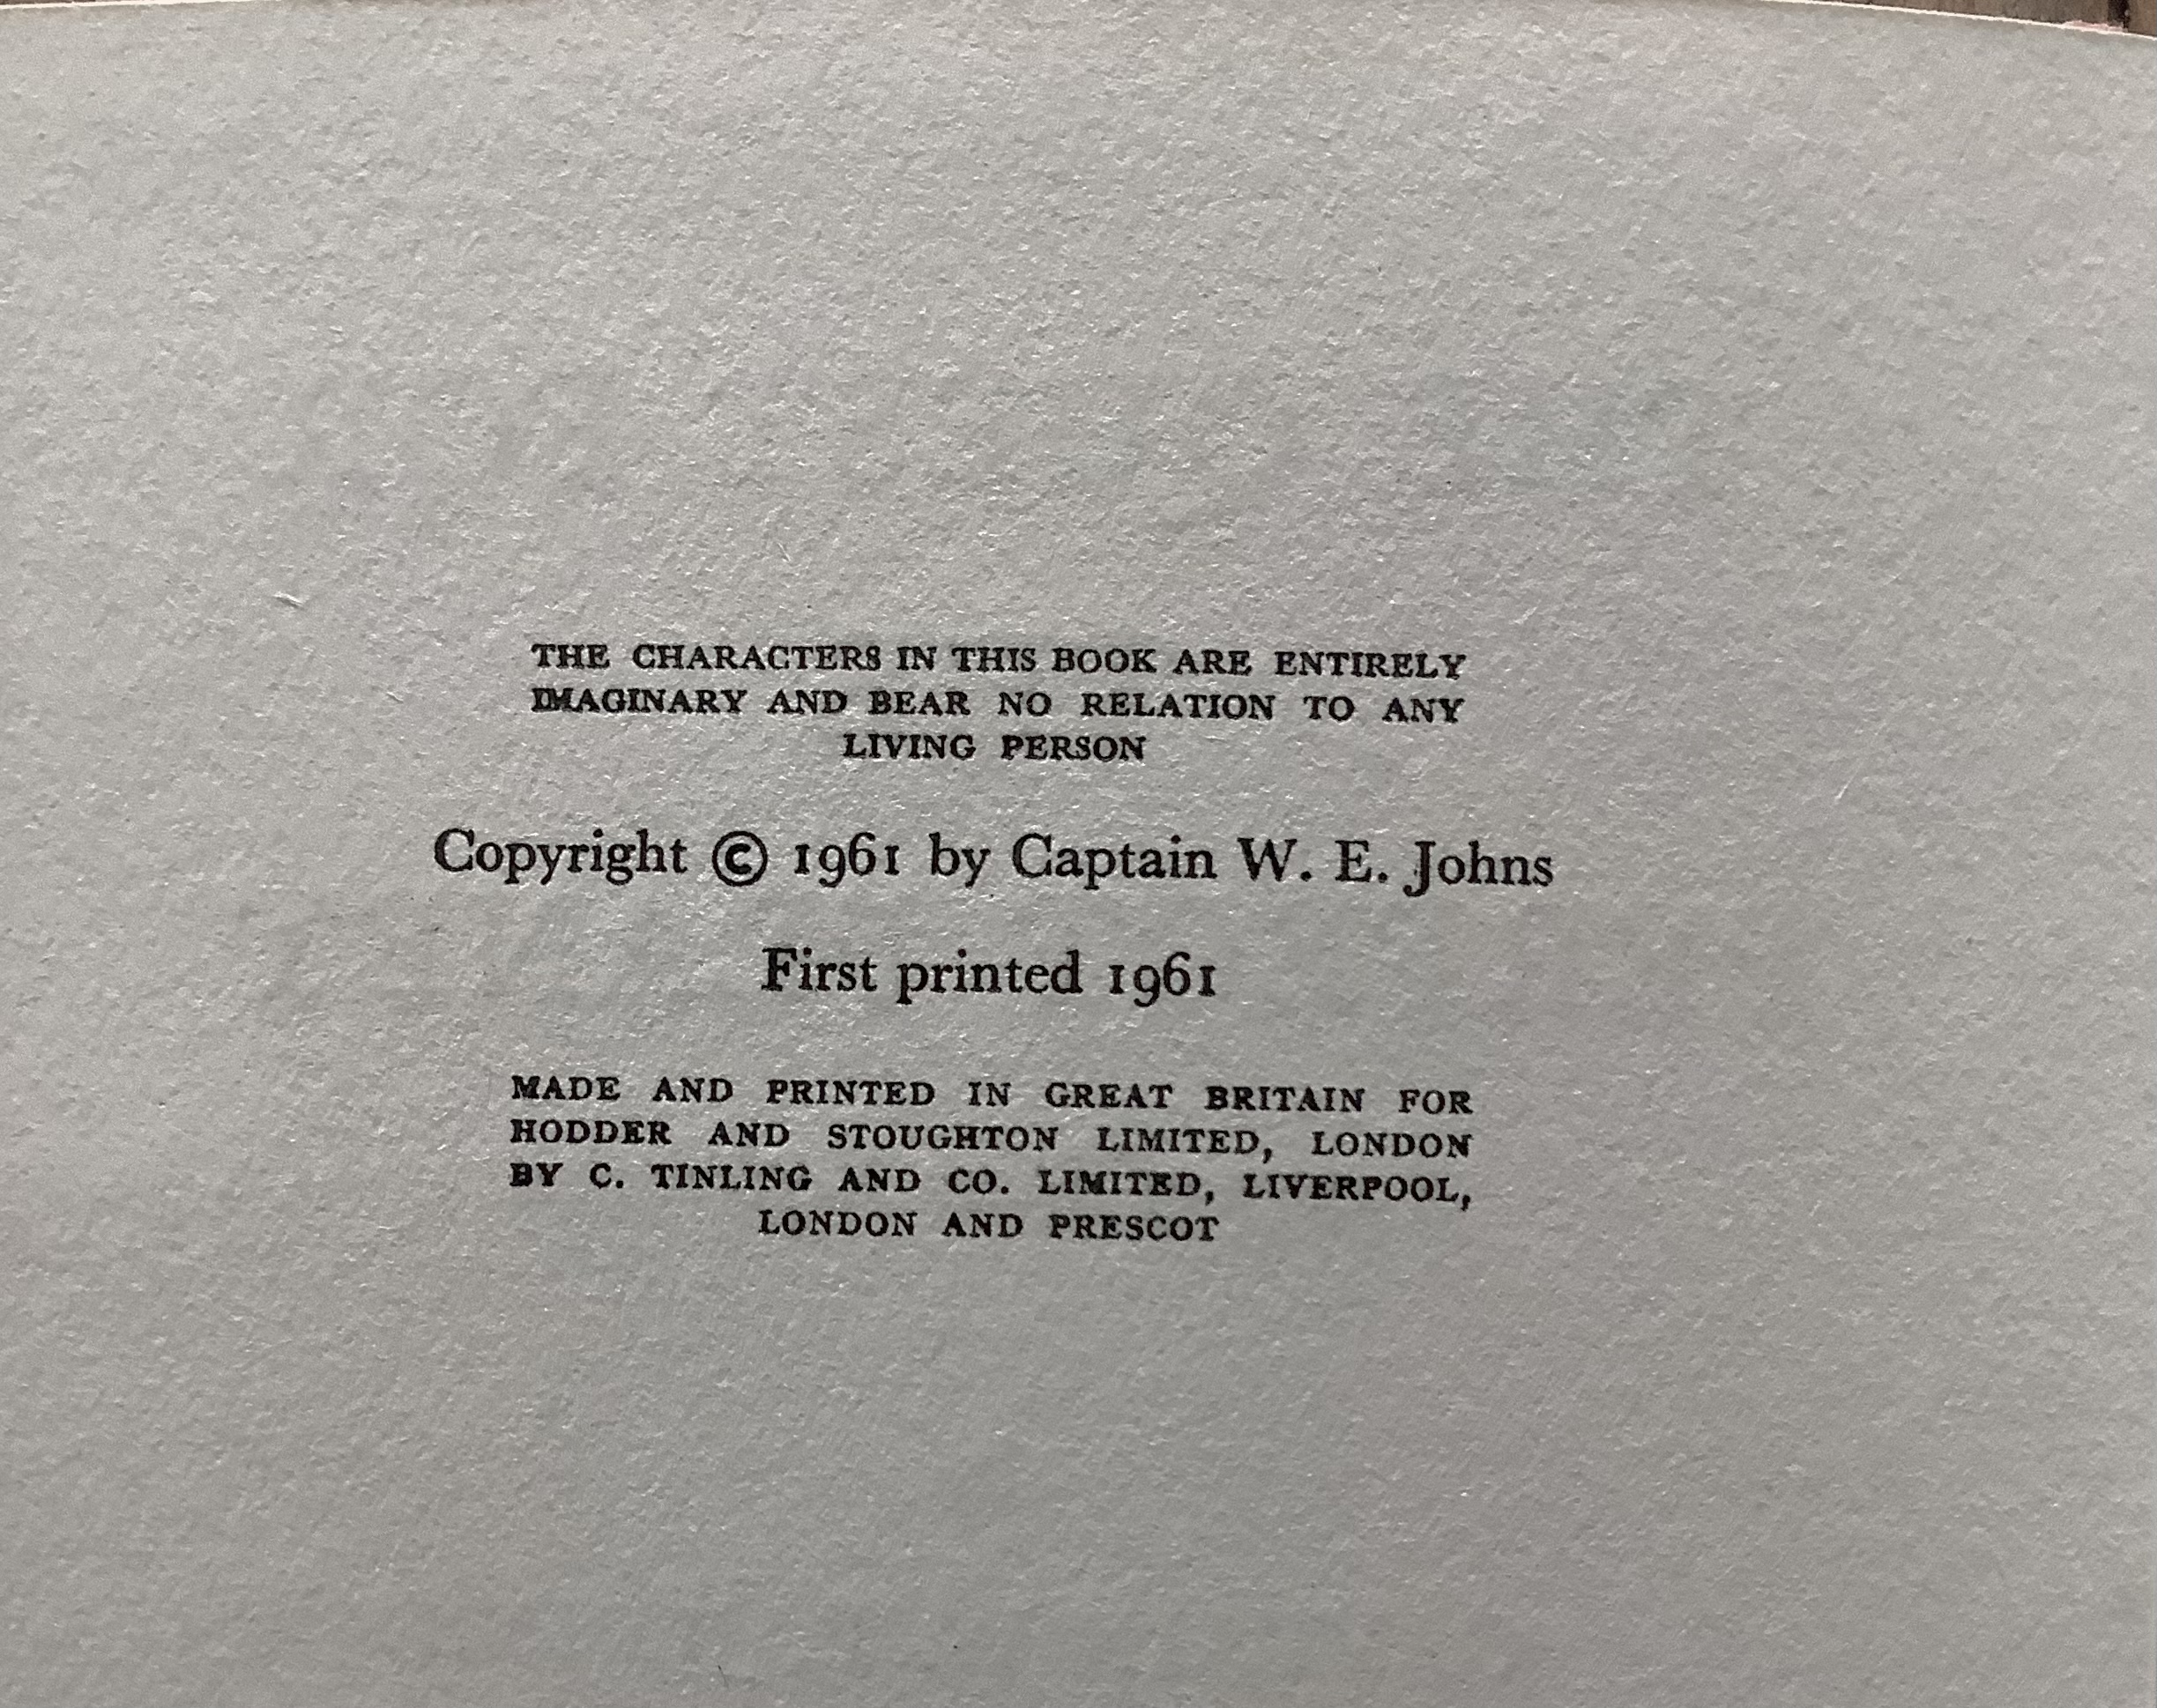 THE CHARACTERS IN THIS BOOK ARE ENTIRELY
IMAGINARY AND BEAR NO RELATION TO ANY
LIVING PERSON
Copyright © 1961 by Captain W. E. Johns
First printed 1961
MADE AND PRINTED IN GREAT BRITAIN FOR
HODDER AND STOUGHTON LIMITED, LONDON
BY C. TINLING AND CO. LIMITED, LIVERPOOL,
LONDON AND PRESCOT